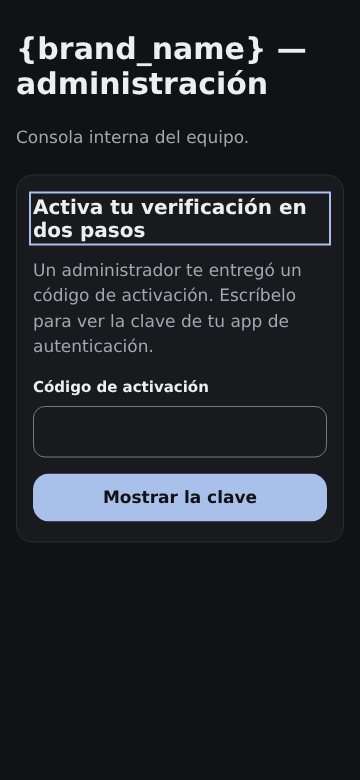 {brand_name} —
administración
Consola interna del equipo.
Activa tu verificación en
dos pasos
Un administrador te entregó un
código de activación. Escríbelo
para ver la clave de tu app de
autenticación.
Código de activación
Mostrar la clave